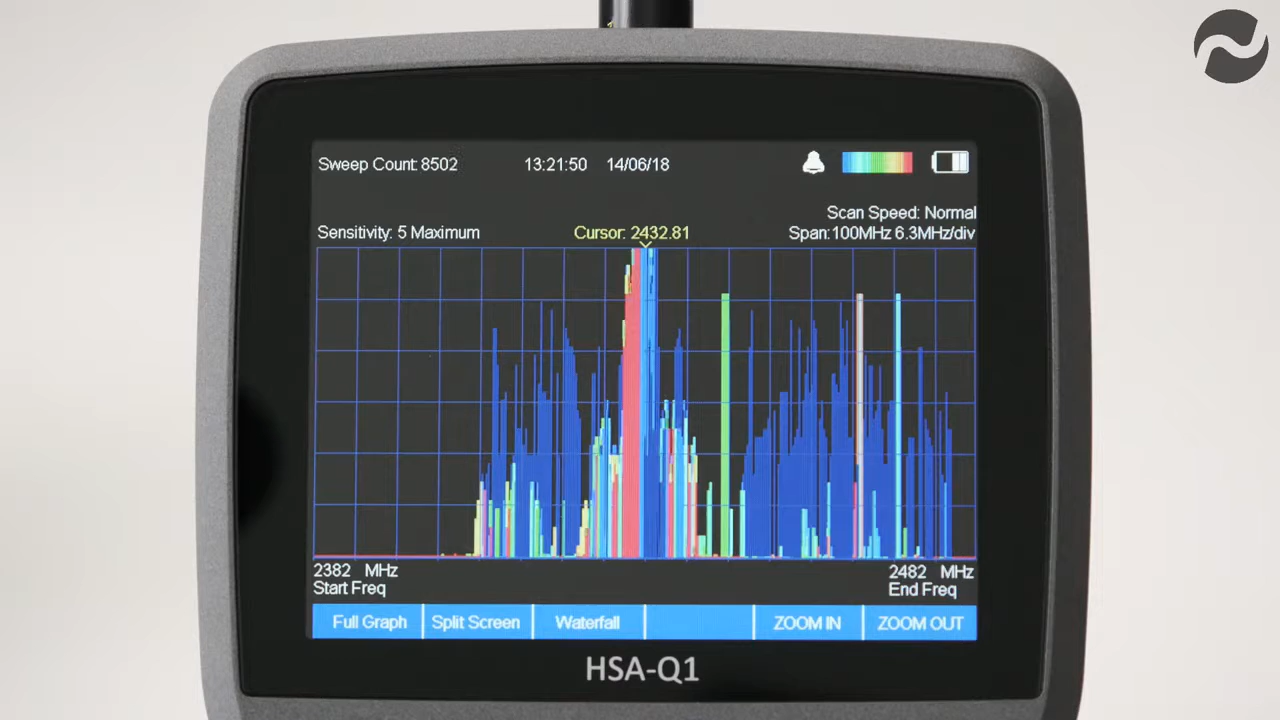 Sweep Count: 8502 13:21:50 14/06/18
Scan Speed: Normal
Sensitivity: 5 Maximum Cursor: 2432.81 Span:100MHz 6.3MHz/div
2382 MHz 2482 MHz
Start Freq End Freq
Full Graph Split Screen Waterfall ZOOM IN ZOOM OUT
HSA-Q1